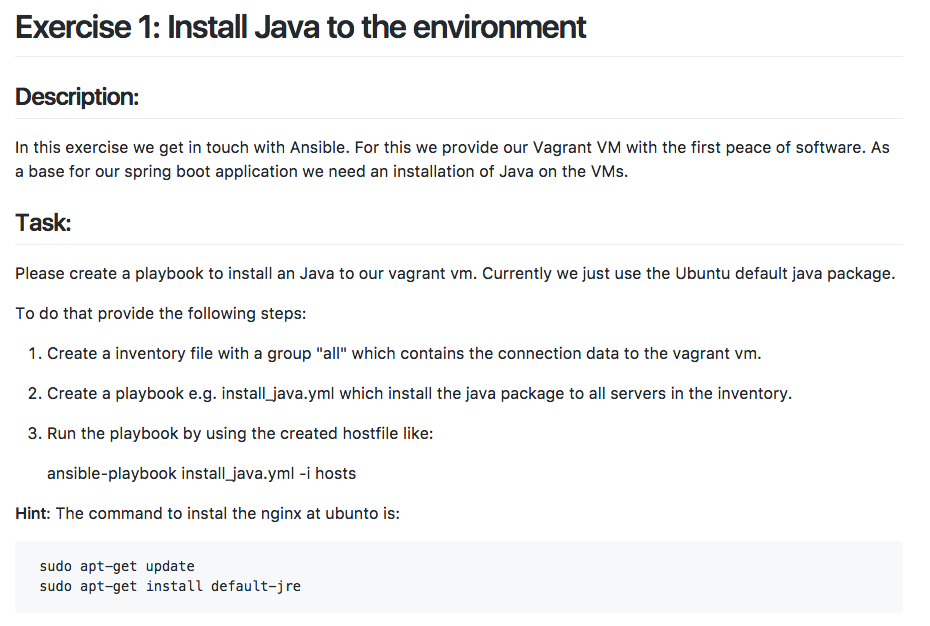 Exercise 1: Install Java to the environment
Description:
In this exercise we get in touch with Ansible. For this we provide our Vagrant VM with the first peace of software. As
a base for our spring boot application we need an installation of Java on the VMs.
Task:
Please create a playbook to install an Java to our vagrant vm. Currently we just use the Ubuntu default java package.
To do that provide the following steps:
1. Create a inventory file with a group "all" which contains the connection data to the vagrant vm.
2. Create a playbook e.g. install_java.yml which install the java package to all servers in the inventory.
3. Run the playbook by using the created hostfile like:
ansible-playbook install_java.yml -i hosts
Hint: The command to instal the nginx at ubunto is:
sudo apt-get update
sudo apt-get install default-jre